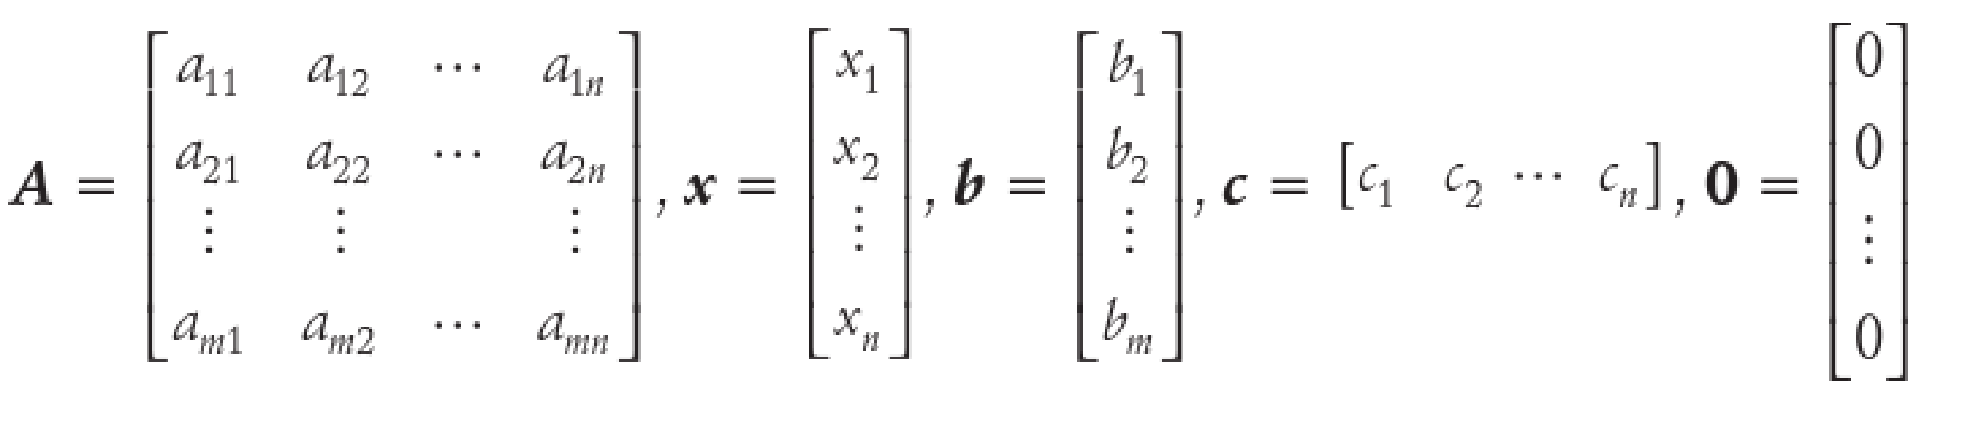 A = [a11 a12 ⋯ a1n
a21 a22 ⋯ a2n
⋮ ⋮ ⋮
am1 am2 ⋯ amn], x = [x1
x2
⋮
xn], b = [b1
b2
⋮
bm], c = [c1 c2 ⋯ cn], 0 = [0
0
⋮
0]